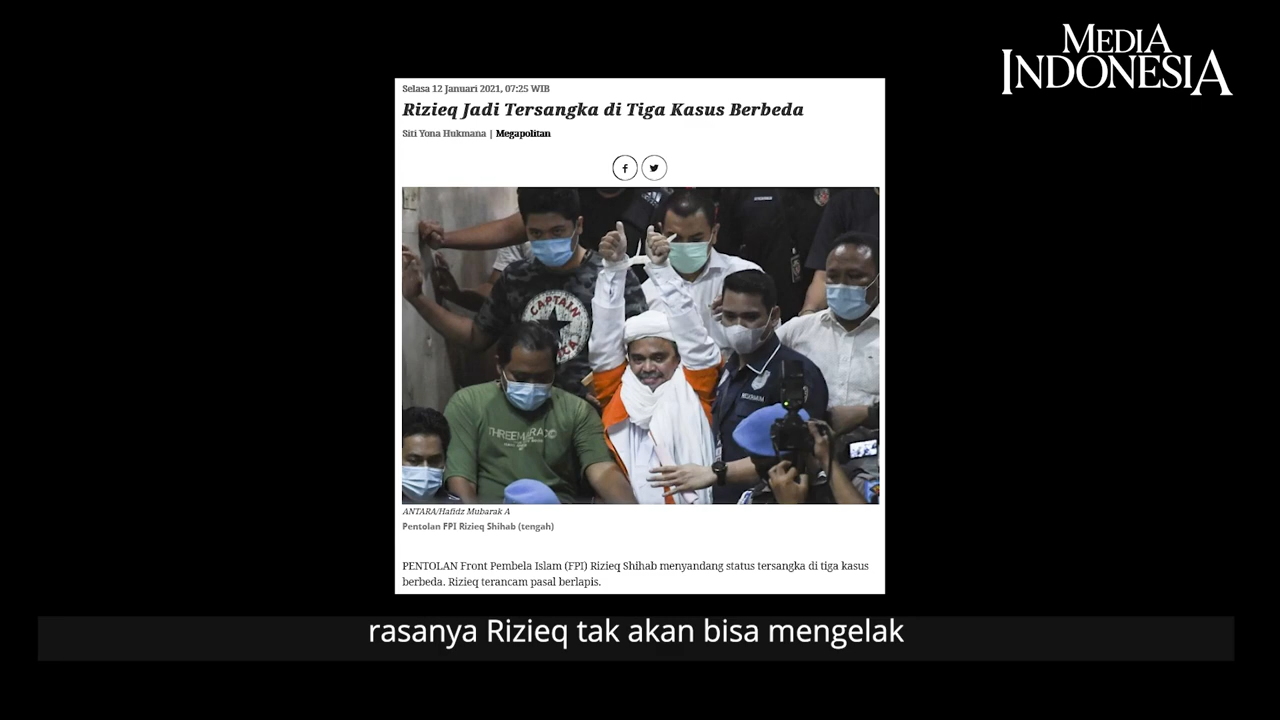 MEDIA
INDONESIA
Selasa 12 Januari 2021, 07:25 WIB
Rizieq Jadi Tersangka di Tiga Kasus Berbeda
Siti Yona Hukmana | Megapolitan
CAPTAIN
THREE
ANTARA/Hafidz Mubarak A
Pentolan FPI Rizieq Shihab (tengah)
PENTOLAN Front Pembela Islam (FPI) Rizieq Shihab menyandang status tersangka di tiga kasus
berbeda. Rizieq terancam pasal berlapis.
rasanya Rizieq tak akan bisa mengelak